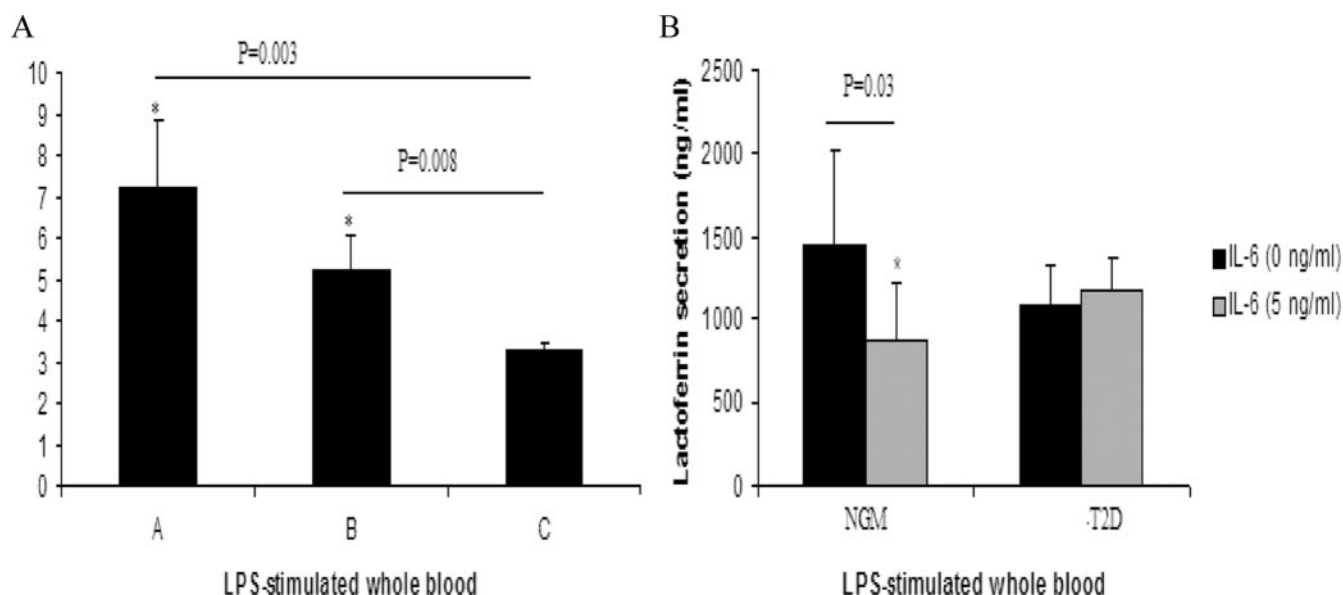 A
P=0.003
P=0.008
*
*
10
9
8
7
6
5
4
3
2
1
0
A B C
LPS-stimulated whole blood
B
Lactoferrin secretion (ng/ml)
P=0.03
*
2500
2000
1500
1000
500
0
NGM -T2D
LPS-stimulated whole blood
IL-6 (0 ng/ml)
IL-6 (5 ng/ml)